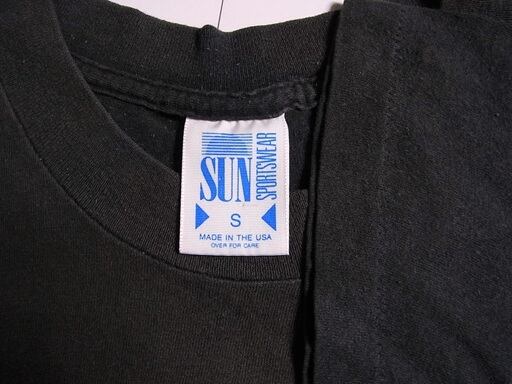 SUN
SPORTSWEAR
S
MADE IN THE USA
OVER FOR CARE